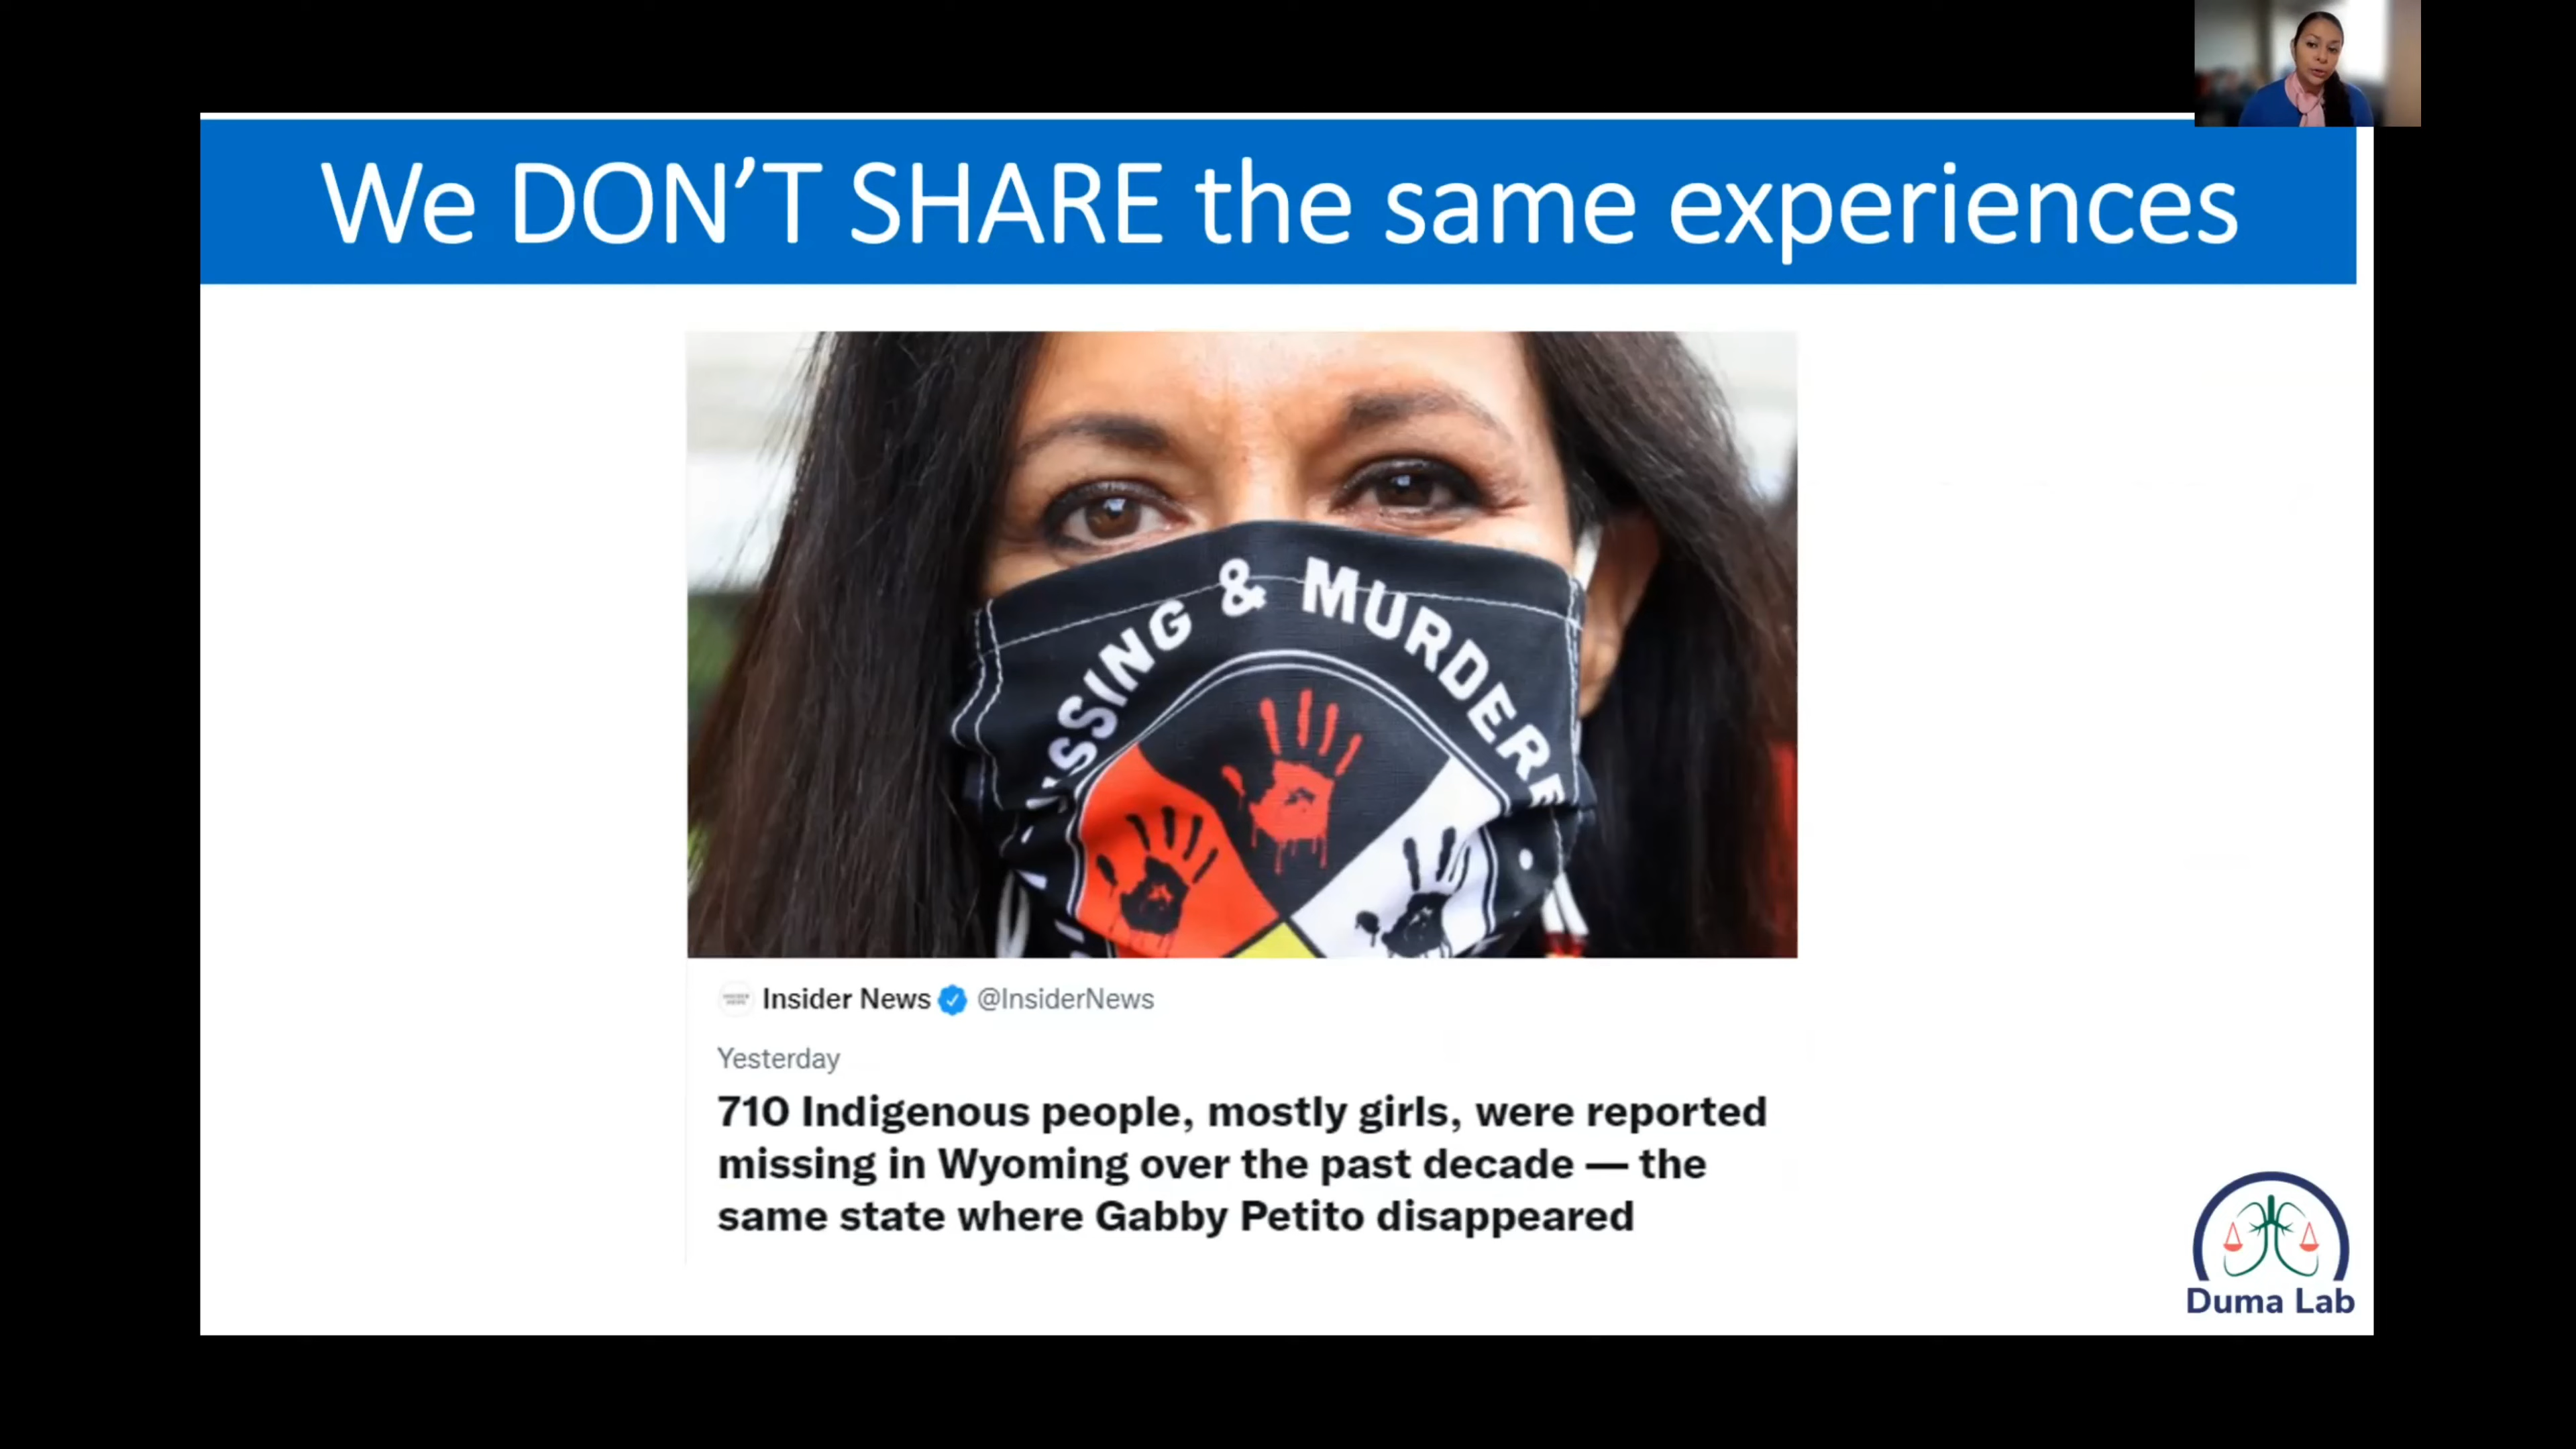 We DON’T SHARE the same experiences
SSING & MURDERE
Insider News @InsiderNews
Yesterday
710 Indigenous people, mostly girls, were reported
missing in Wyoming over the past decade — the
same state where Gabby Petito disappeared
Duma Lab